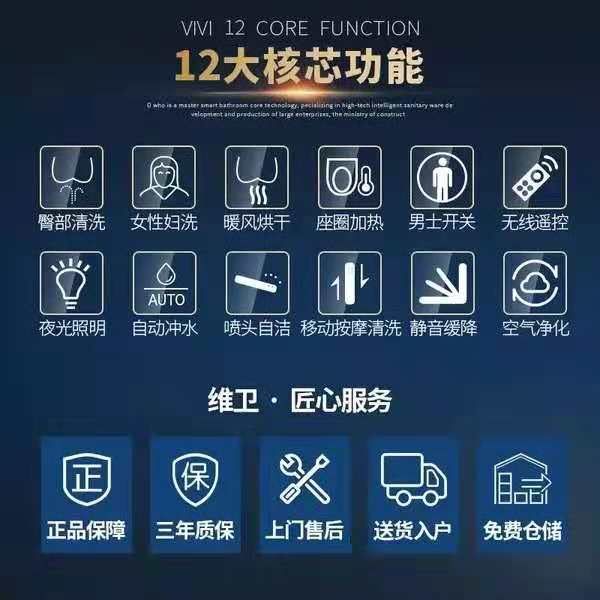 VIVI 12 CORE FUNCTION
12大核芯功能
O who is a master smart bathroom core technology, pecializing in high-tech intelligent sanitary ware de
velopment and production of large enterprizes, the ministry of construct
臀部清洗 女性妇洗 暖风烘干 座圈加热 男士开关 无线遥控
AUTO
夜光照明 自动冲水 喷头自洁 移动按摩清洗 静音缓降 空气净化
维卫·匠心服务
正 保
正品保障 三年质保 上门售后 送货入户 免费仓储